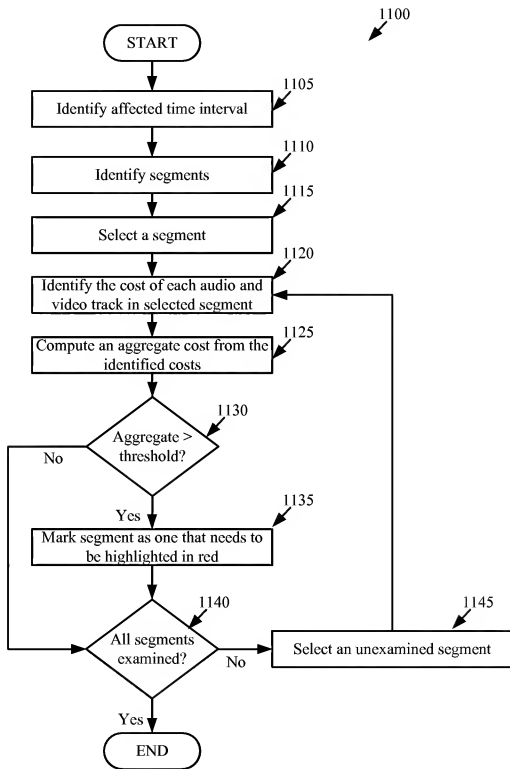 1100
START
1105
Identify affected time interval
1110
Identify segments
1115
Select a segment
1120
Identify the cost of each audio and
video track in selected segment
1125
Compute an aggregate cost from the
identified costs
1130
Aggregate >
threshold?
No
Yes
1135
Mark segment as one that needs to
be highlighted in red
1140
All segments
examined?
No
1145
Select an unexamined segment
Yes
END